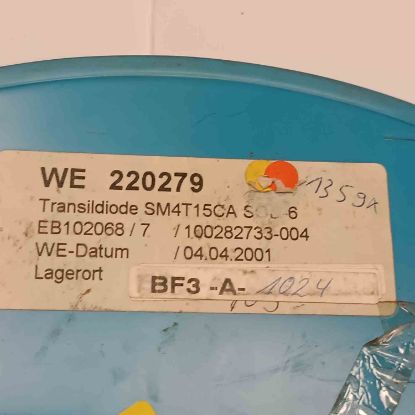 WE 220279
1359x
Transildiode SM4T15CA
EB102068 / 7 / 100282733-004
WE-Datum / 04.04.2001
Lagerort BF3 -A- 1024